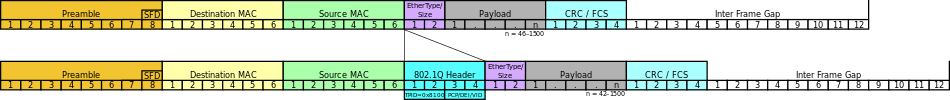 Preamble SFD Destination MAC Source MAC EtherType/ Size Payload CRC / FCS Inter Frame Gap
1 2 3 4 5 6 7 8 1 2 3 4 5 6 1 2 3 4 5 6 1 2 1 . . . n 1 2 3 4 1 2 3 4 5 6 7 8 9 10 11 12
n = 46-1500
Preamble SFD Destination MAC Source MAC 802.1Q Header EtherType/ Size Payload CRC / FCS Inter Frame Gap
1 2 3 4 5 6 7 8 1 2 3 4 5 6 1 2 3 4 5 6 1 2 3 4 1 2 1 . . . n 1 2 3 4 1 2 3 4 5 6 7 8 9 10 11 12
TPID=0x8100 PCP/DEI/VID n = 42-1500